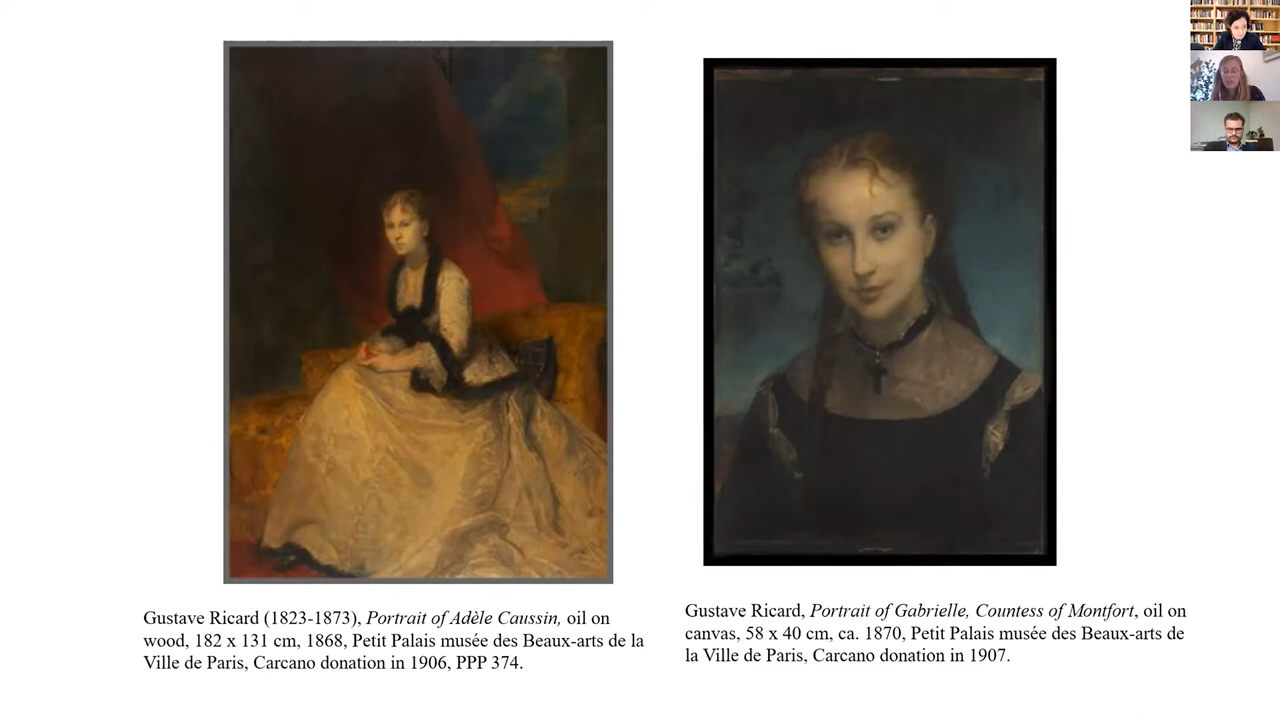 Gustave Ricard (1823-1873), Portrait of Adèle Caussin, oil on
wood, 182 x 131 cm, 1868, Petit Palais musée des Beaux-arts de la
Ville de Paris, Carcano donation in 1906, PPP 374.
Gustave Ricard, Portrait of Gabrielle, Countess of Montfort, oil on
canvas, 58 x 40 cm, ca. 1870, Petit Palais musée des Beaux-arts de
la Ville de Paris, Carcano donation in 1907.